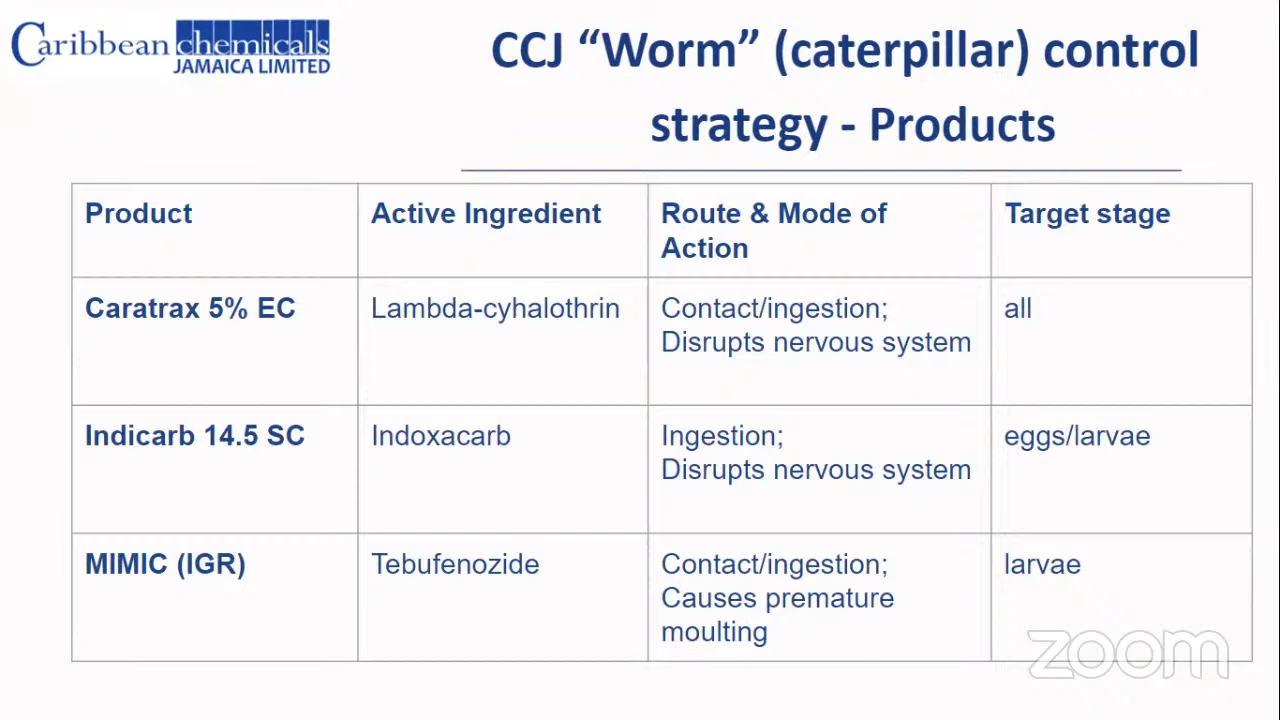 Caribbean chemicals
JAMAICA LIMITED
CCJ “Worm” (caterpillar) control
strategy - Products
Product
Active Ingredient
Route & Mode of
Action
Target stage
Caratrax 5% EC
Lambda-cyhalothrin
Contact/ingestion;
Disrupts nervous system
all
Indicarb 14.5 SC
Indoxacarb
Ingestion;
Disrupts nervous system
eggs/larvae
MIMIC (IGR)
Tebufenozide
Contact/ingestion;
Causes premature
moulting
larvae
zoom